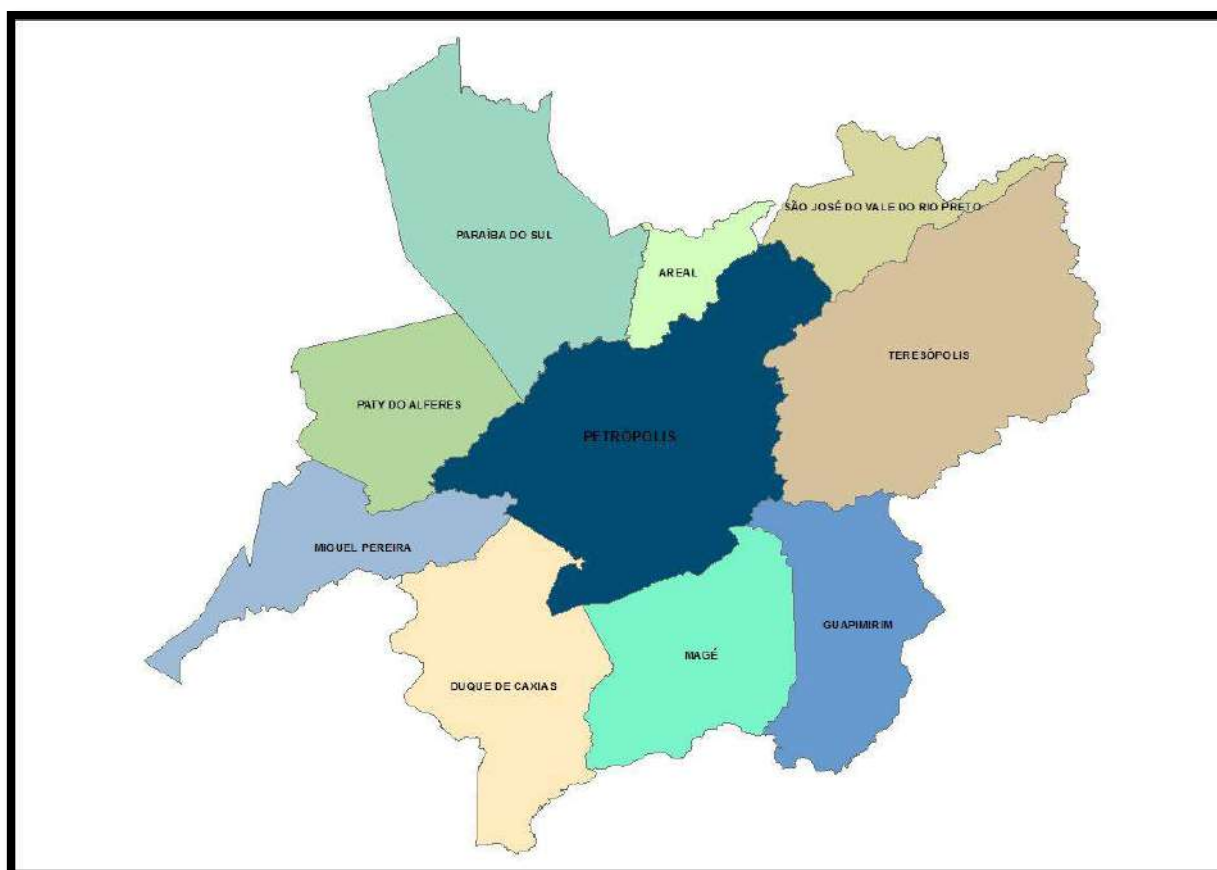 SÃO JOSÉ DO VALE DO RIO PRETO
PARAÍBA DO SUL
AREAL
TERESÓPOLIS
PATY DO ALFERES
PETRÓPOLIS
MIGUEL PEREIRA
GUAPIMIRIM
MAGÉ
DUQUE DE CAXIAS